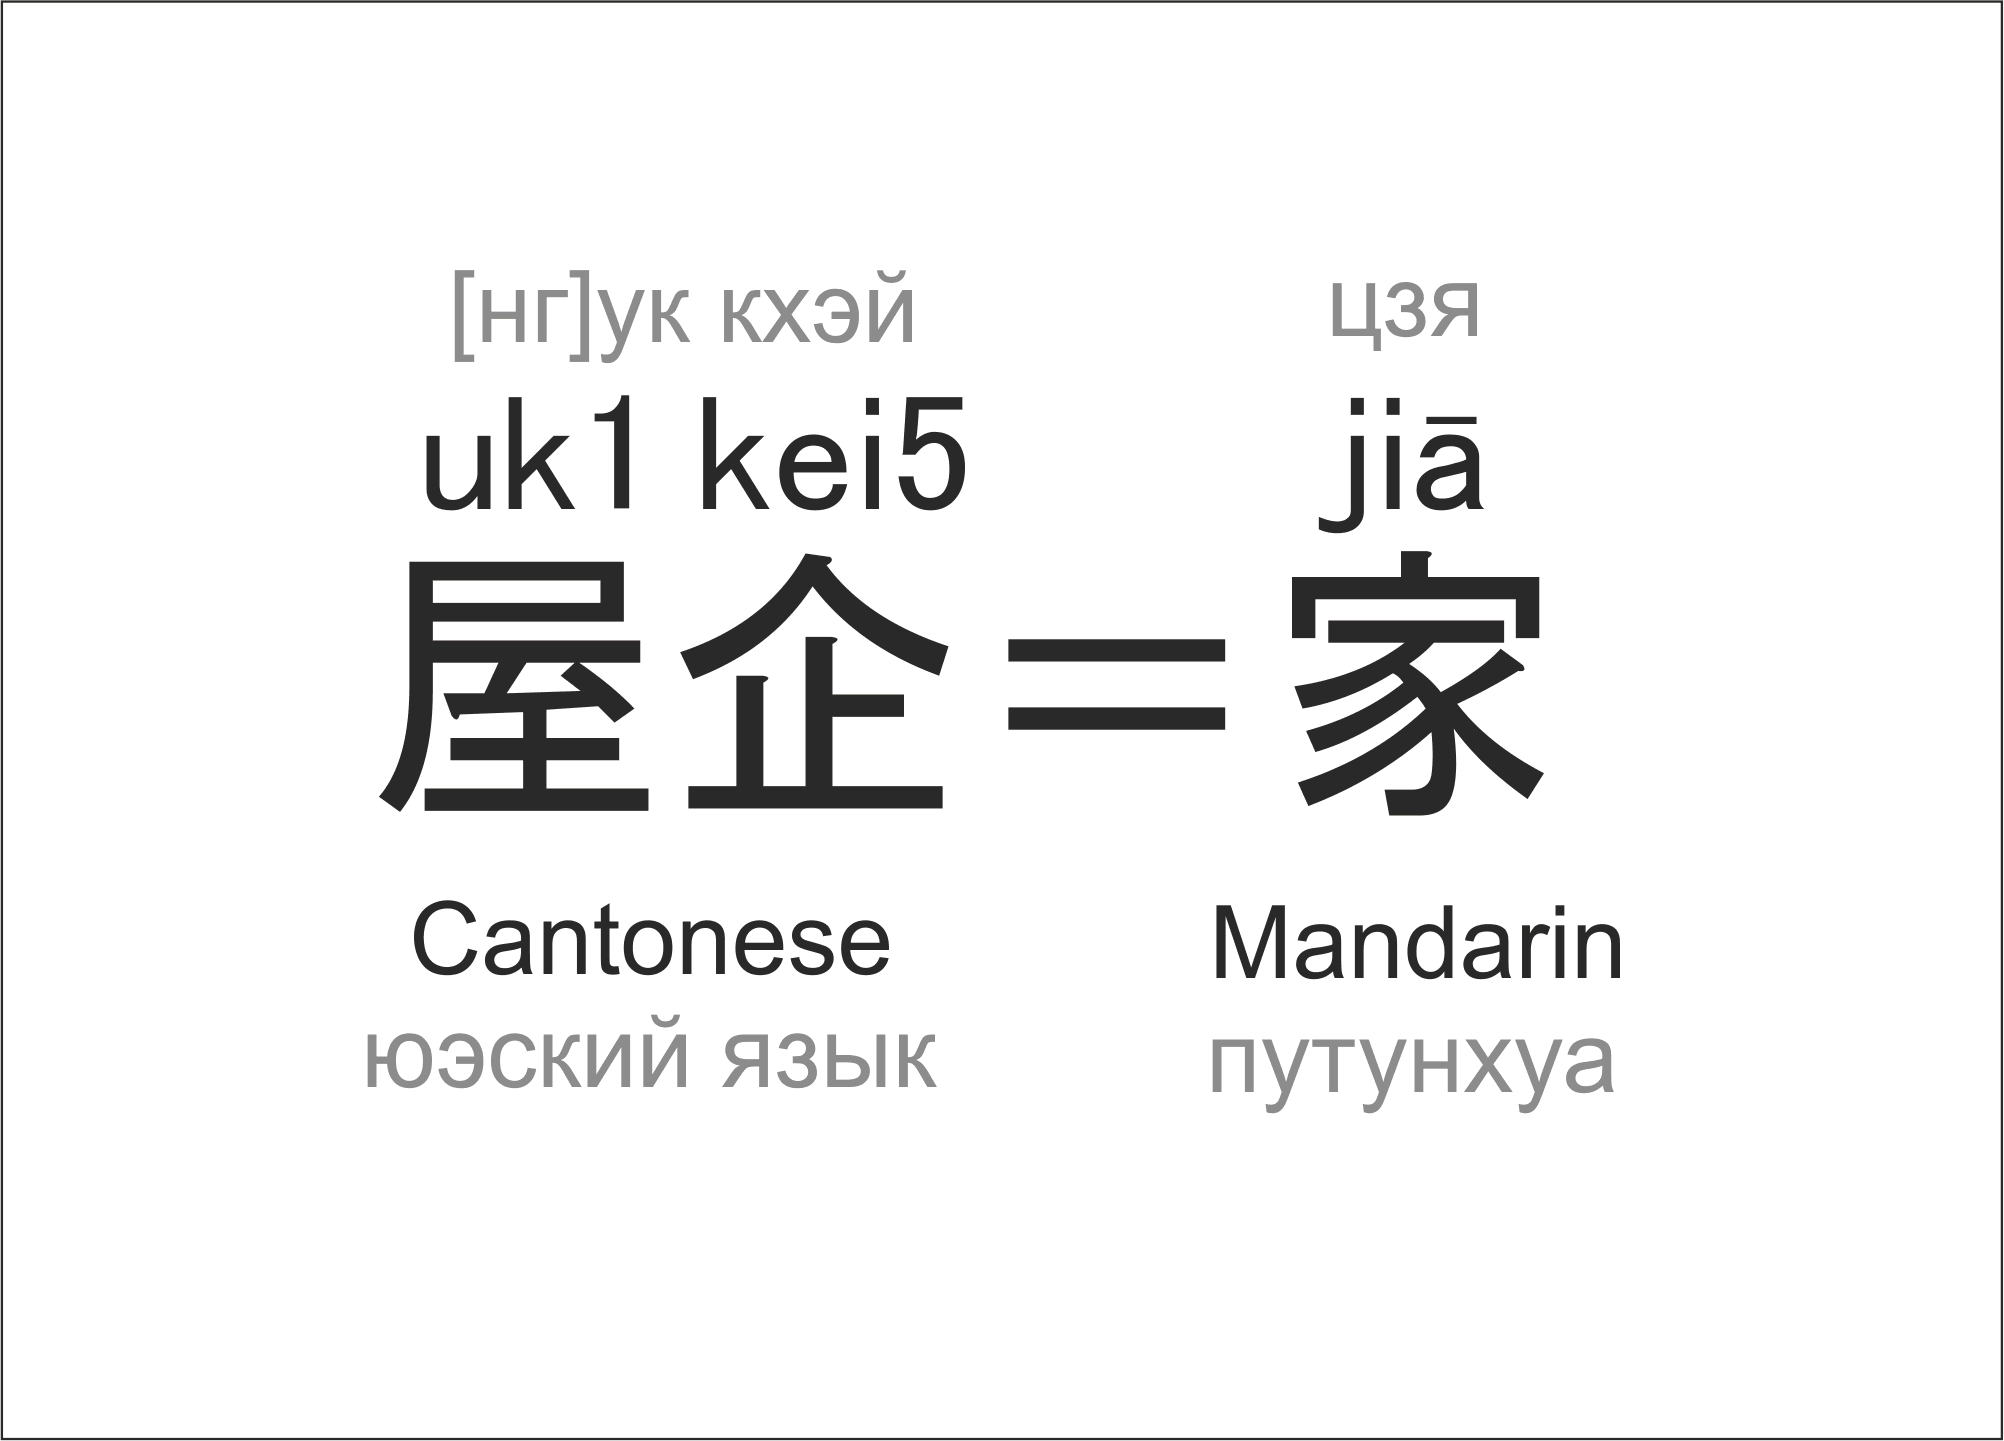 [нг]ук кхэй цзя
uk1 kei5 jiā
屋企＝家
Cantonese Mandarin
юэский язык путунхуа